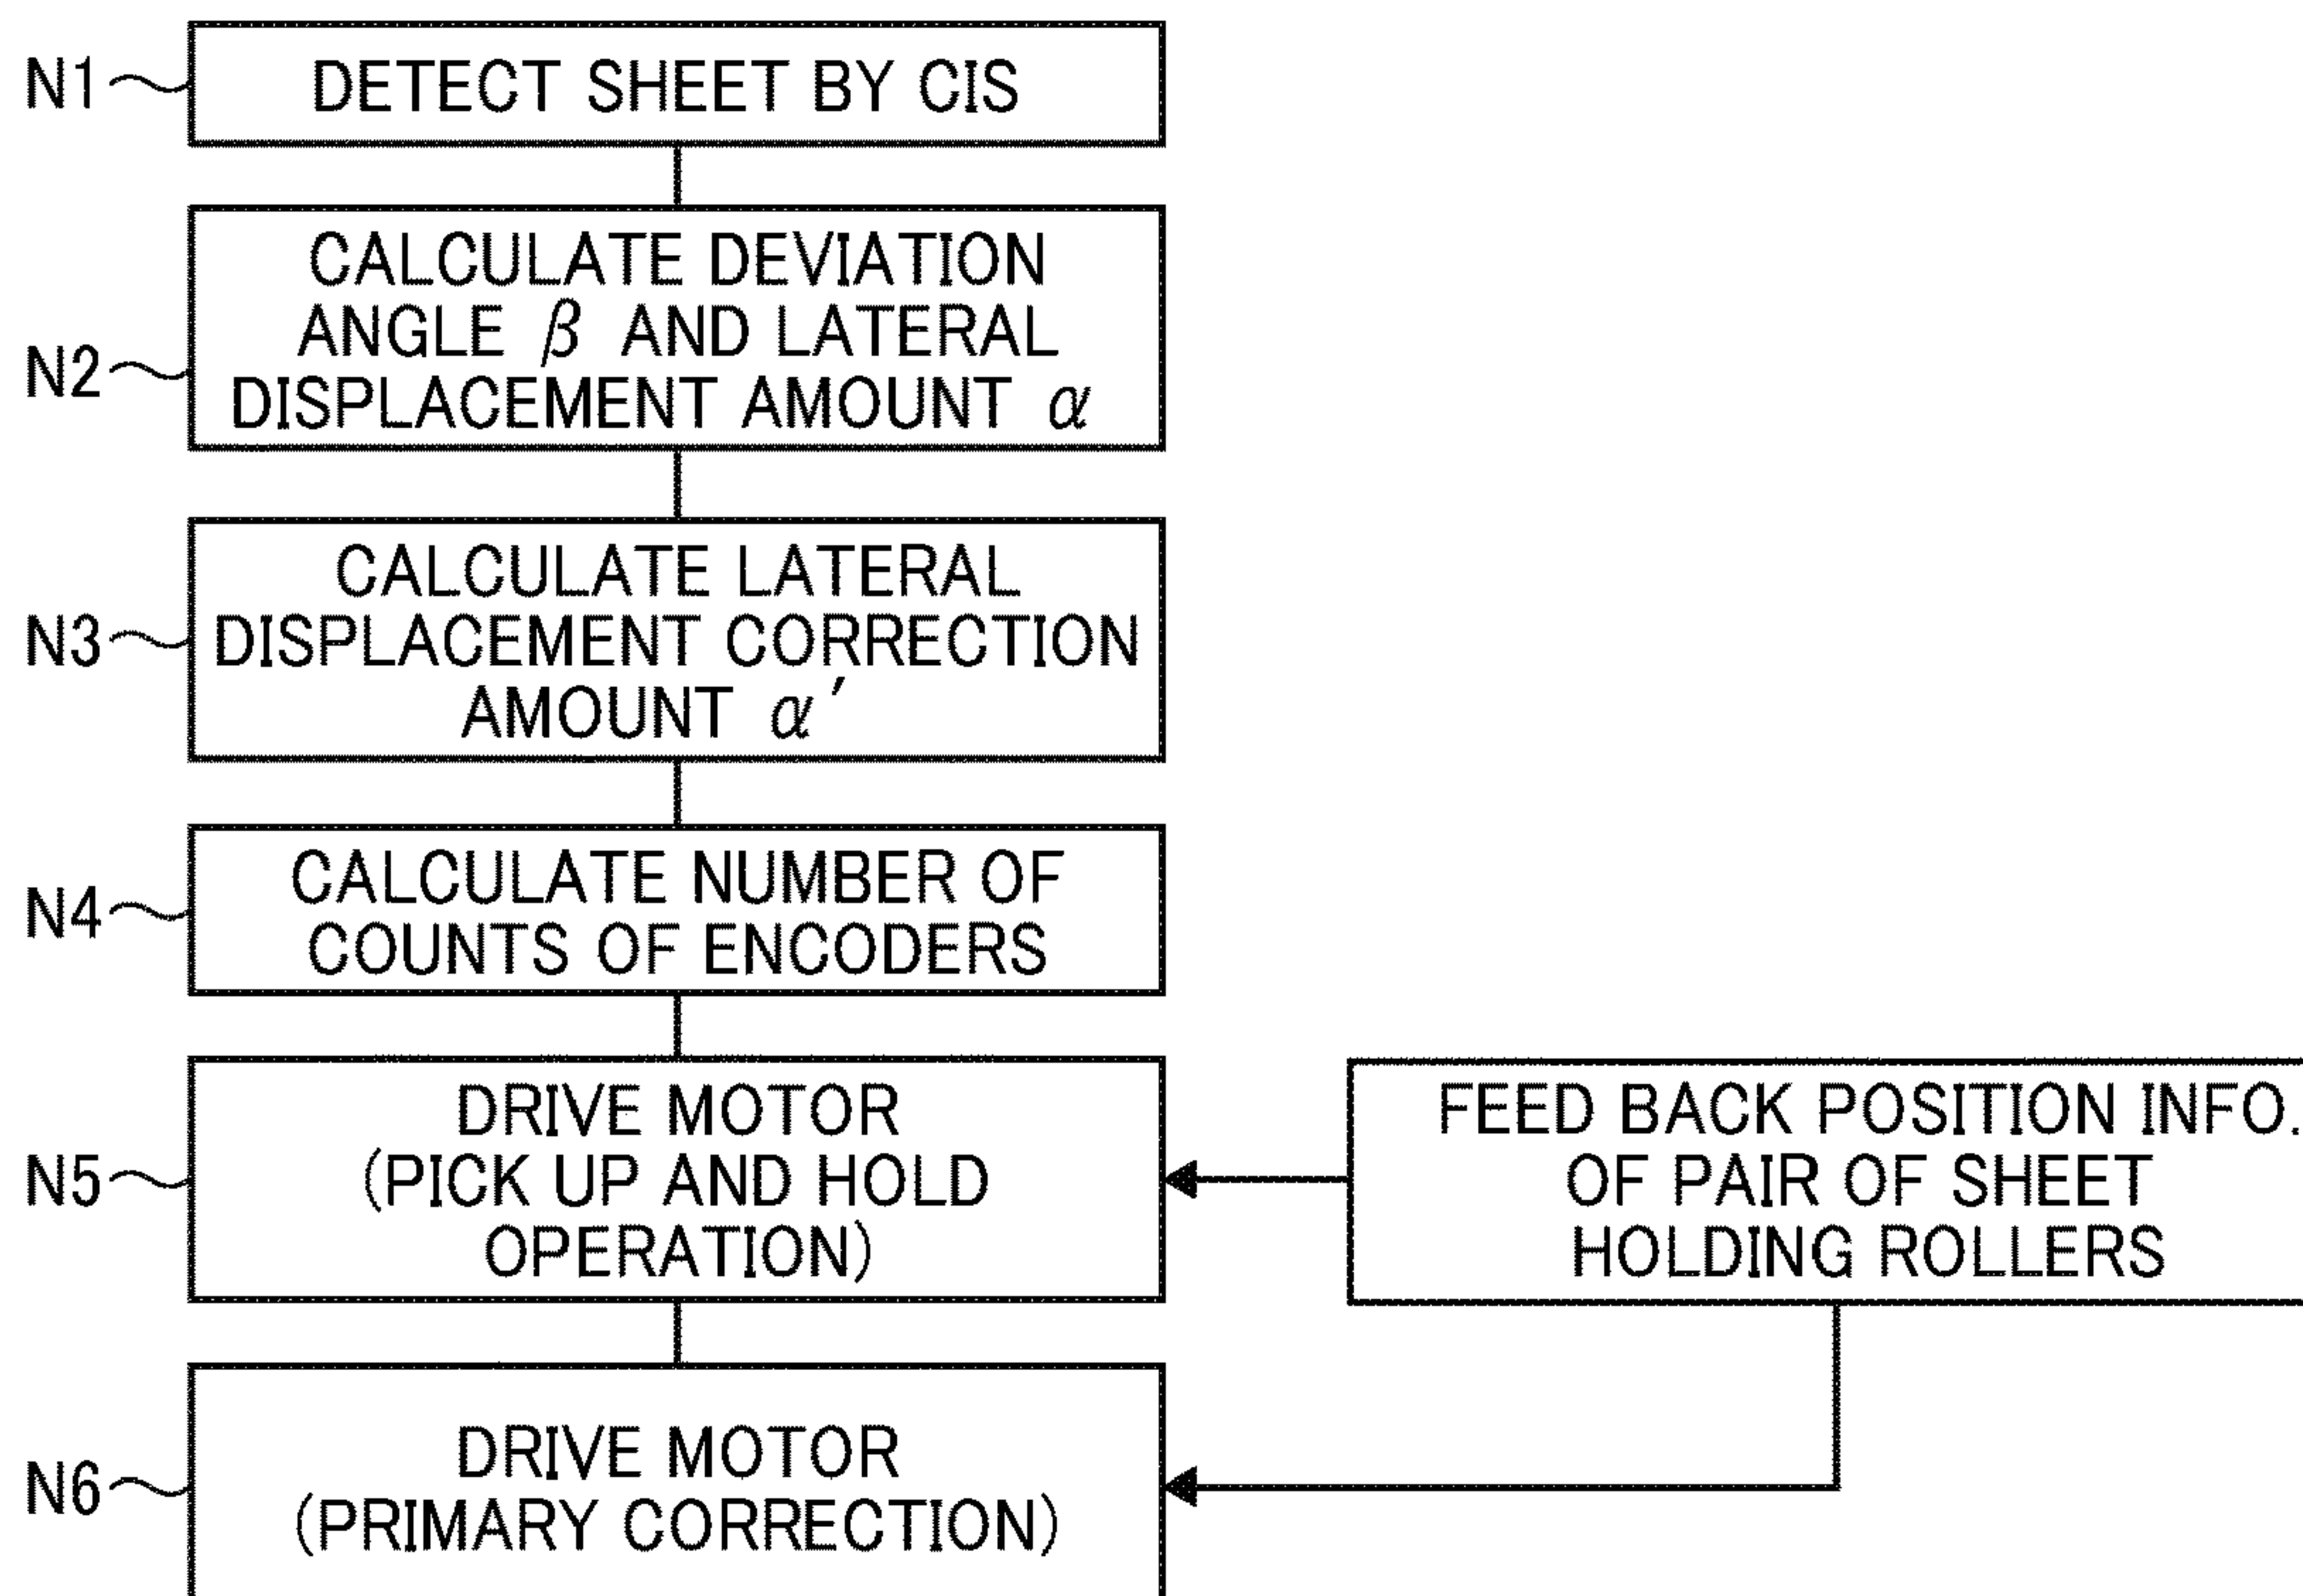 N1
DETECT SHEET BY CIS
N2
CALCULATE DEVIATION
ANGLE β AND LATERAL
DISPLACEMENT AMOUNT α
N3
CALCULATE LATERAL
DISPLACEMENT CORRECTION
AMOUNT α′
N4
CALCULATE NUMBER OF
COUNTS OF ENCODERS
N5
DRIVE MOTOR
(PICK UP AND HOLD
OPERATION)
FEED BACK POSITION INFO.
OF PAIR OF SHEET
HOLDING ROLLERS
N6
DRIVE MOTOR
(PRIMARY CORRECTION)